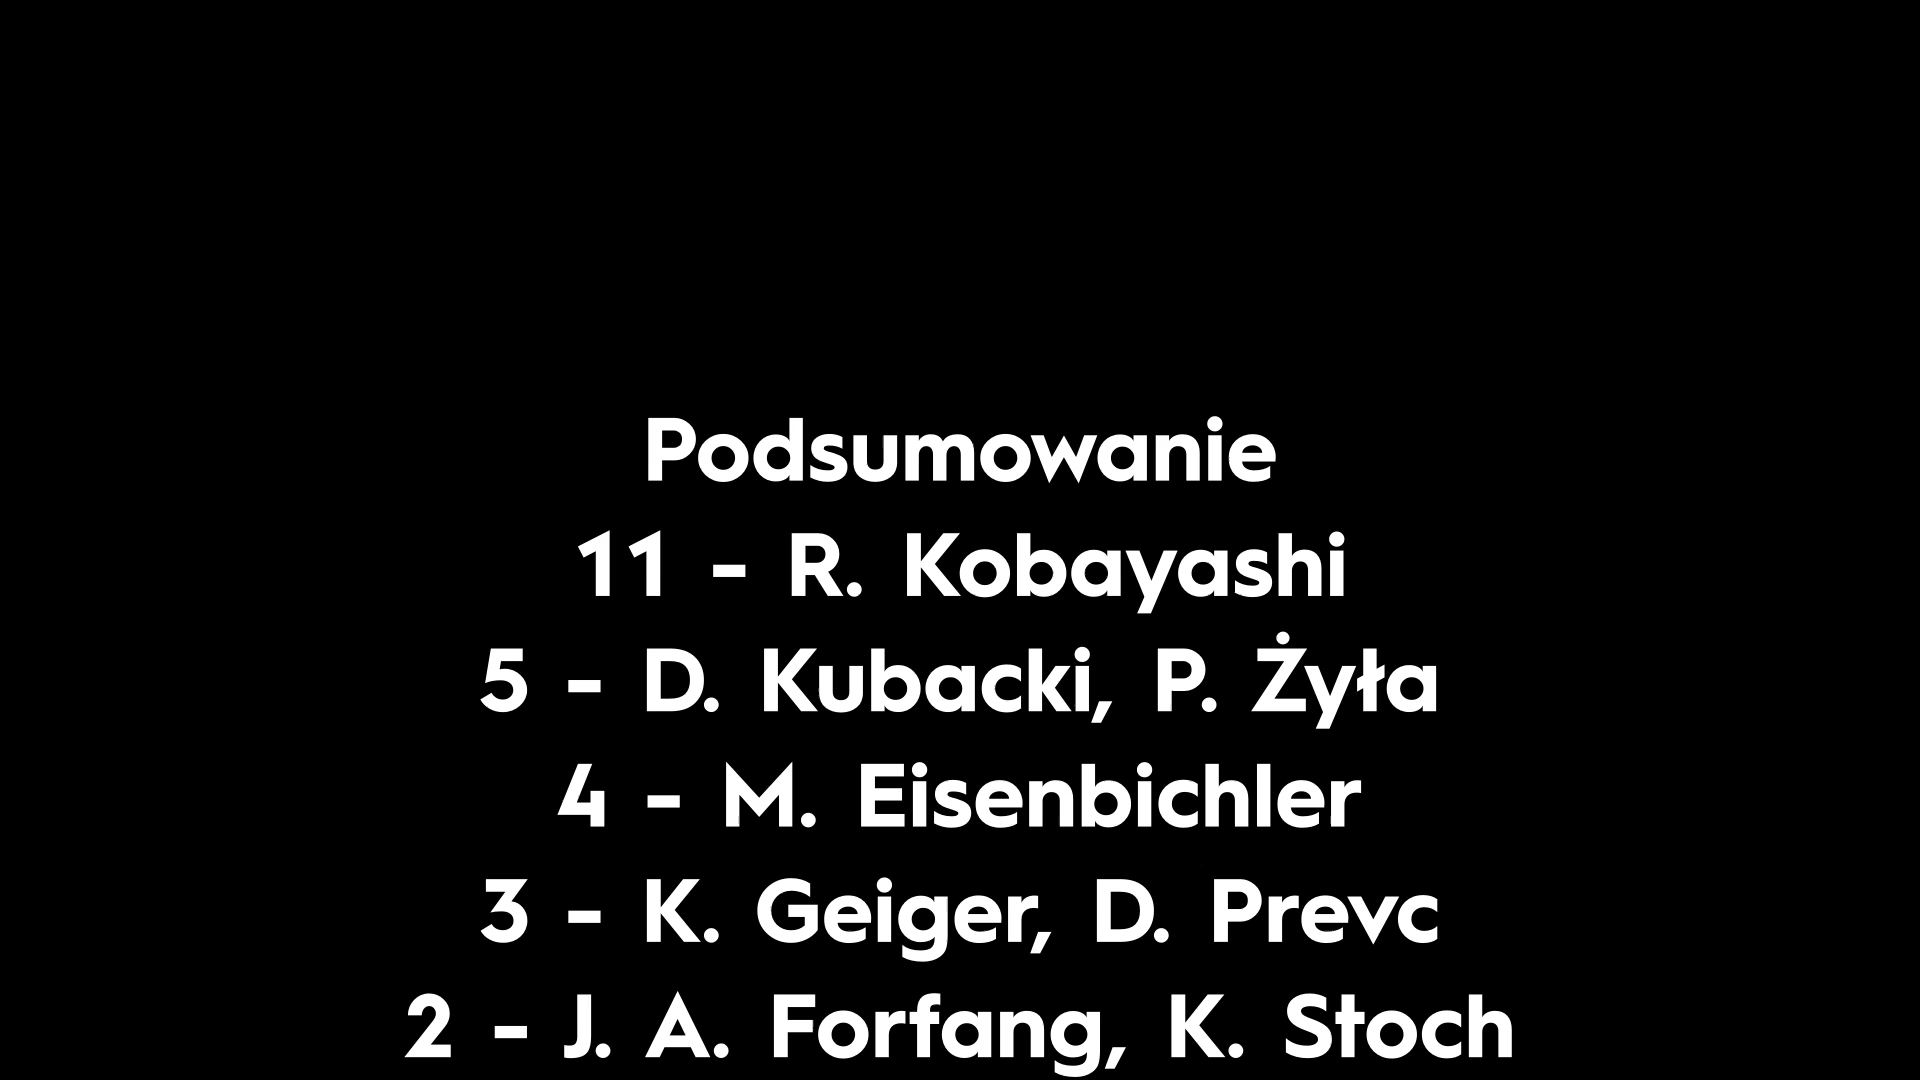 Podsumowanie
11 - R. Kobayashi
5 - D. Kubacki, P. Żyła
4 - M. Eisenbichler
3 - K. Geiger, D. Prevc
2 - J. A. Forfang, K. Stoch